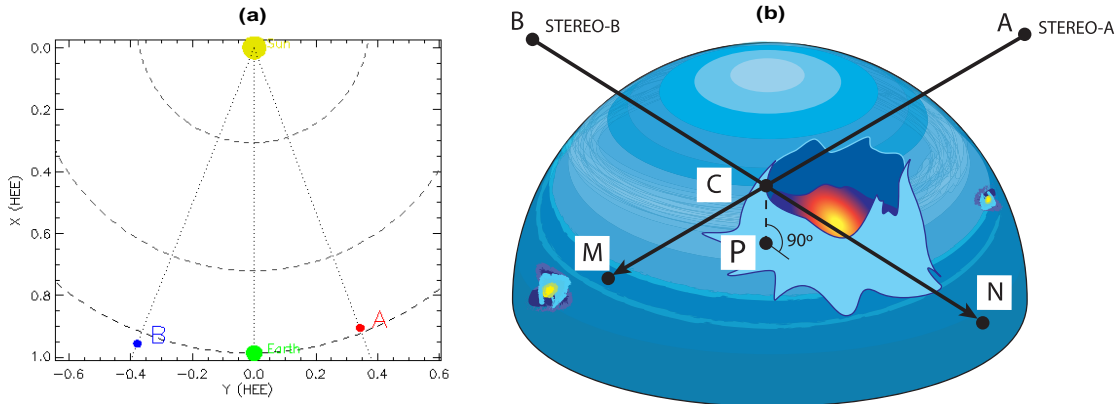 (a)
Sun
0.0
0.2
0.4
0.6
0.8
1.0
X (HEE)
B
A
Earth
-0.6 -0.4 -0.2 0.0 0.2 0.4 0.6
Y (HEE)
(b)
B STEREO-B
A STEREO-A
C
P 90º
M
N